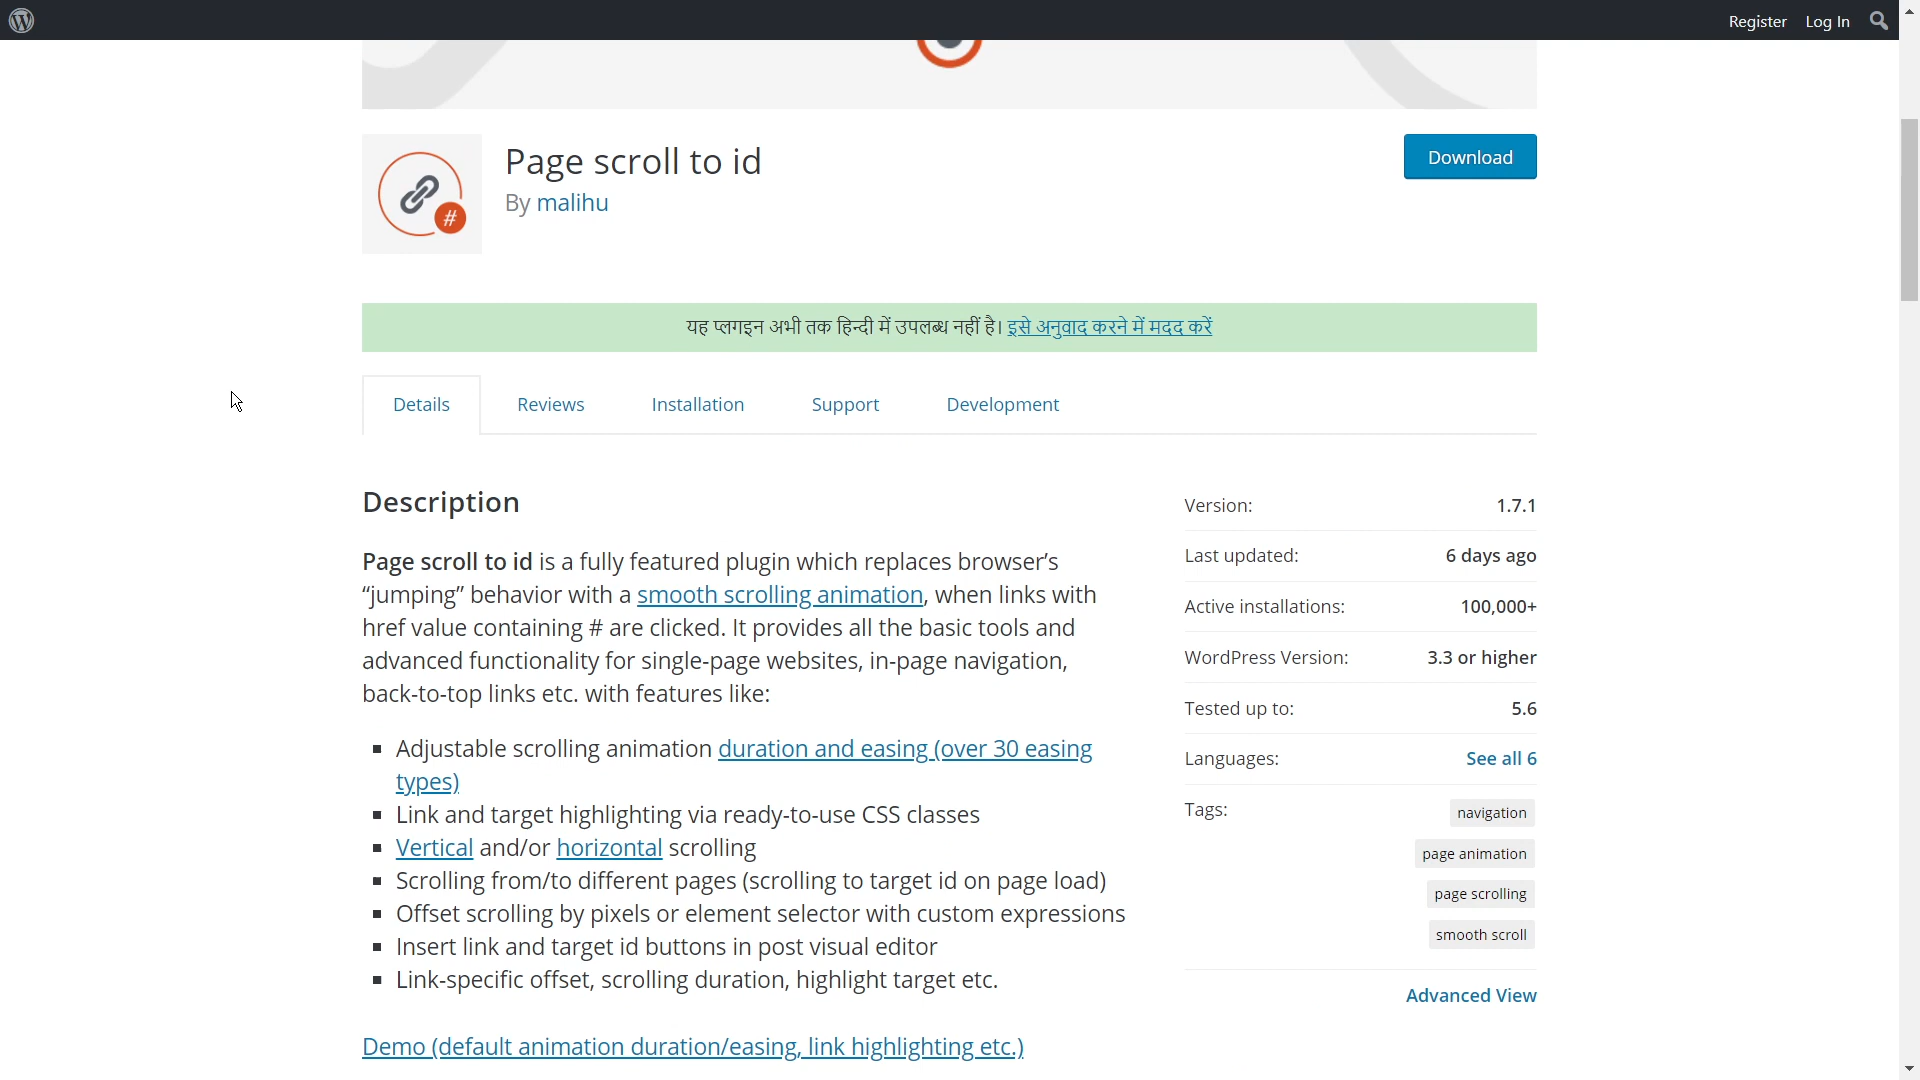 Register Log In
Page scroll to id
Download
By malihu
#
यह प्लगइन अभी तक हिन्दी में उपलब्ध नहीं है। इसे अनुवाद करने में मदद करें
Details Reviews Installation Support Development
Description
Page scroll to id is a fully featured plugin which replaces browser’s
“jumping” behavior with a smooth scrolling animation, when links with
href value containing # are clicked. It provides all the basic tools and
advanced functionality for single-page websites, in-page navigation,
back-to-top links etc. with features like:
Adjustable scrolling animation duration and easing (over 30 easing
types)
Link and target highlighting via ready-to-use CSS classes
Vertical and/or horizontal scrolling
Scrolling from/to different pages (scrolling to target id on page load)
Offset scrolling by pixels or element selector with custom expressions
Insert link and target id buttons in post visual editor
Link-specific offset, scrolling duration, highlight target etc.
Demo (default animation duration/easing, link highlighting etc.)
Version: 1.7.1
Last updated: 6 days ago
Active installations: 100,000+
WordPress Version: 3.3 or higher
Tested up to: 5.6
Languages: See all 6
Tags: navigation
page animation
page scrolling
smooth scroll
Advanced View